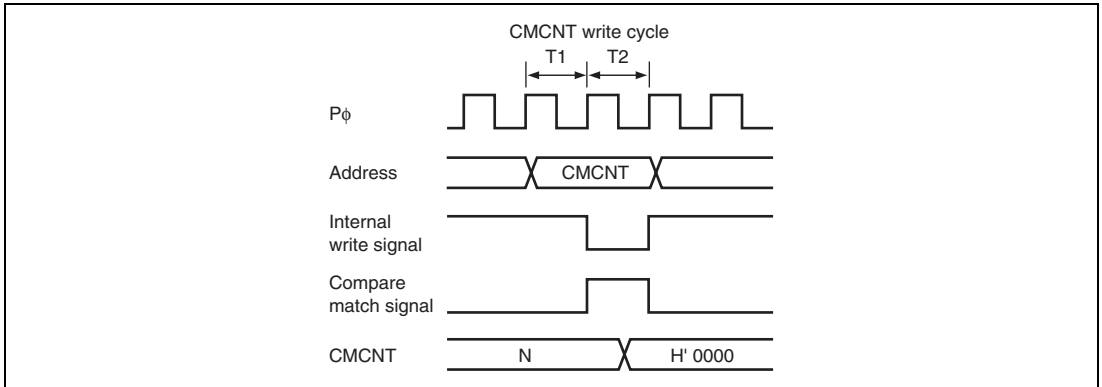 CMCNT write cycle
T1 T2
Pϕ
Address CMCNT
Internal
write signal
Compare
match signal
CMCNT N H' 0000